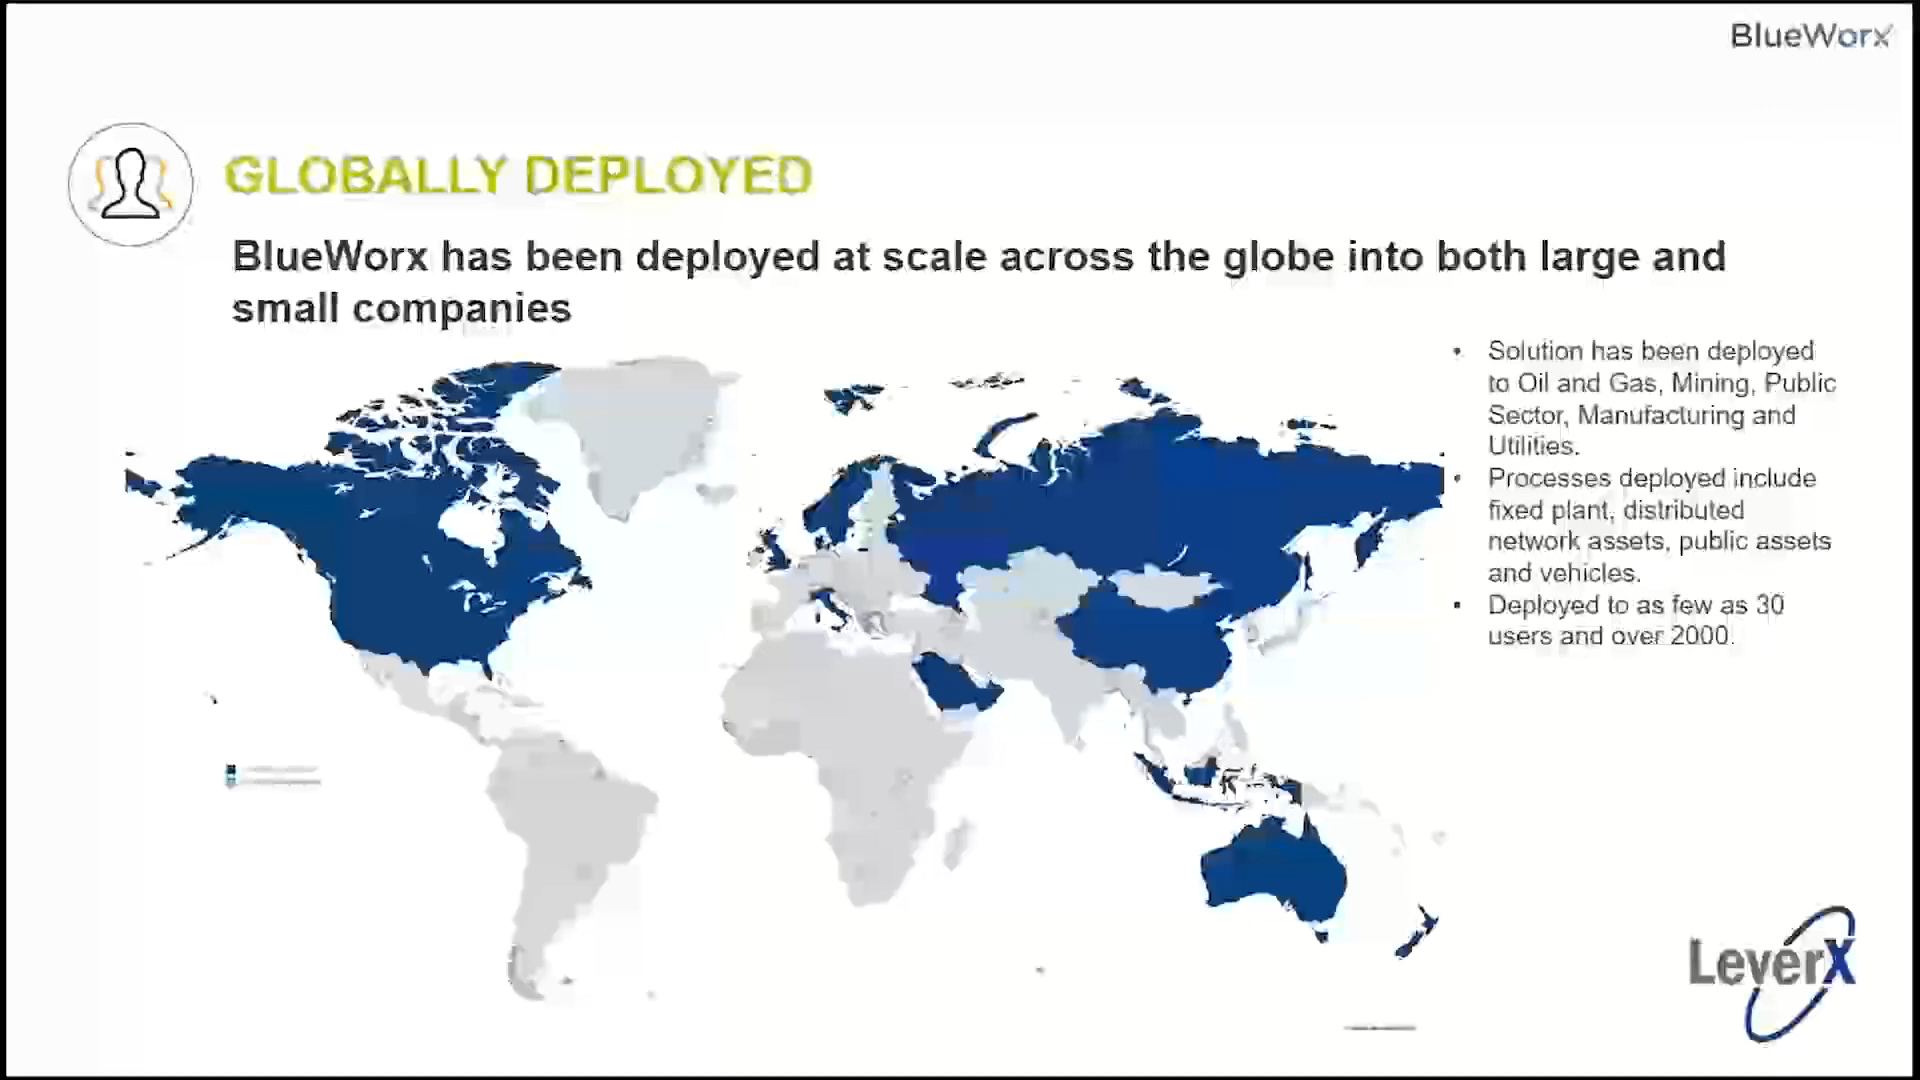 BlueWorx
GLOBALLY DEPLOYED
BlueWorx has been deployed at scale across the globe into both large and
small companies
• Solution has been deployed
to Oil and Gas, Mining, Public
Sector, Manufacturing and
Utilities.
• Processes deployed include
fixed plant, distributed
network assets, public assets
and vehicles.
• Deployed to as few as 30
users and over 2000.
LeverX